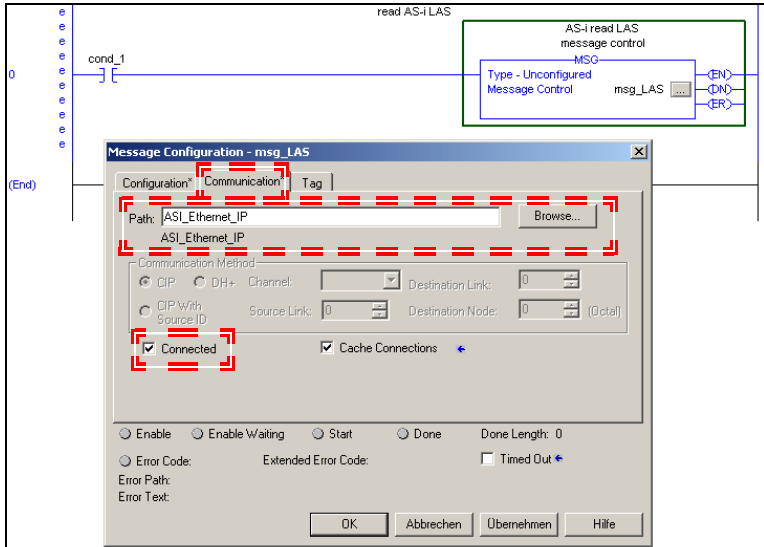 e
read AS-i LAS
e
e
e
e
e
e
e
e
e
0
cond_1
AS-i read LAS
message control
MSG
Type - Unconfigured
Message Control msg_LAS ...
EN
DN
ER
(End)
Message Configuration - msg_LAS
Configuration* Communication* Tag
Path: ASI_Ethernet_IP Browse...
ASI_Ethernet_IP
Communication Method
CIP DH+ Channel: Destination Link: 0
CIP With Source ID Source Link: 0 Destination Node: 0 (Octal)
Connected Cache Connections
Enable Enable Waiting Start Done Done Length: 0
Error Code: Extended Error Code: Timed Out
Error Path:
Error Text:
OK Abbrechen Übernehmen Hilfe